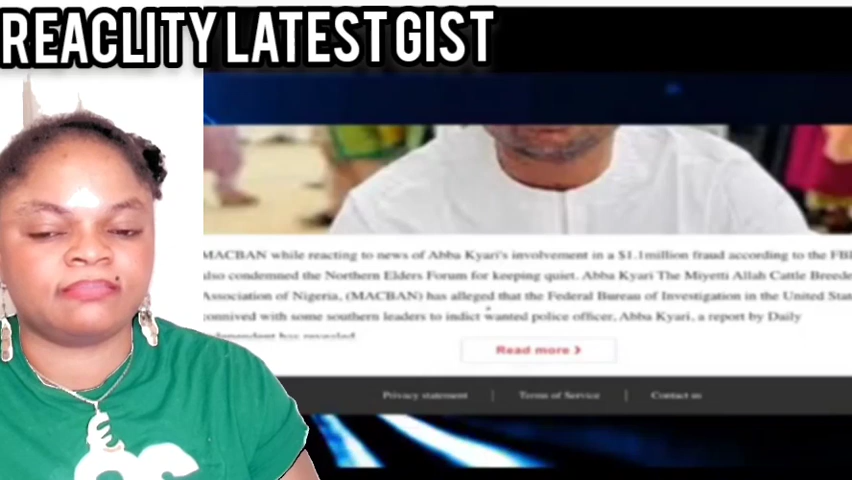 REACLITY LATEST GIST
MACBAN while reacting to news of Abba Kyari's involvement in a $1.1million fraud according to the FBI
also condemned the Northern Elders Forum for keeping quiet. Abba Kyari The Miyetti Allah Cattle Breede
Association of Nigeria, (MACBAN) has alleged that the Federal Bureau of Investigation in the United Stat
connived with some southern leaders to indict wanted police officer, Abba Kyari, a report by Daily
Independent has revealed
Read more >
Privacy statement | Terms of Service | Contact us